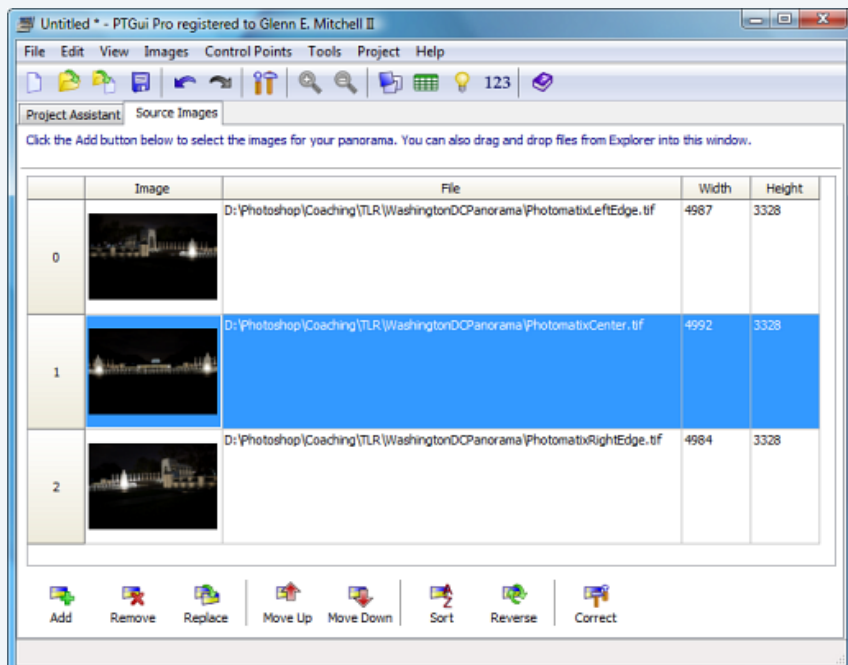 Untitled * - PTGui Pro registered to Glenn E. Mitchell II
File Edit View Images Control Points Tools Project Help
123
Project Assistant Source Images
Click the Add button below to select the images for your panorama. You can also drag and drop files from Explorer into this window.
Image File Width Height
0 D:\Photoshop\Coaching\TLR\WashingtonDCPanorama\PhotomatixLeftEdge.tif 4987 3328
1 D:\Photoshop\Coaching\TLR\WashingtonDCPanorama\PhotomatixCenter.tif 4992 3328
2 D:\Photoshop\Coaching\TLR\WashingtonDCPanorama\PhotomatixRightEdge.tif 4984 3328
Add Remove Replace Move Up Move Down Sort Reverse Correct